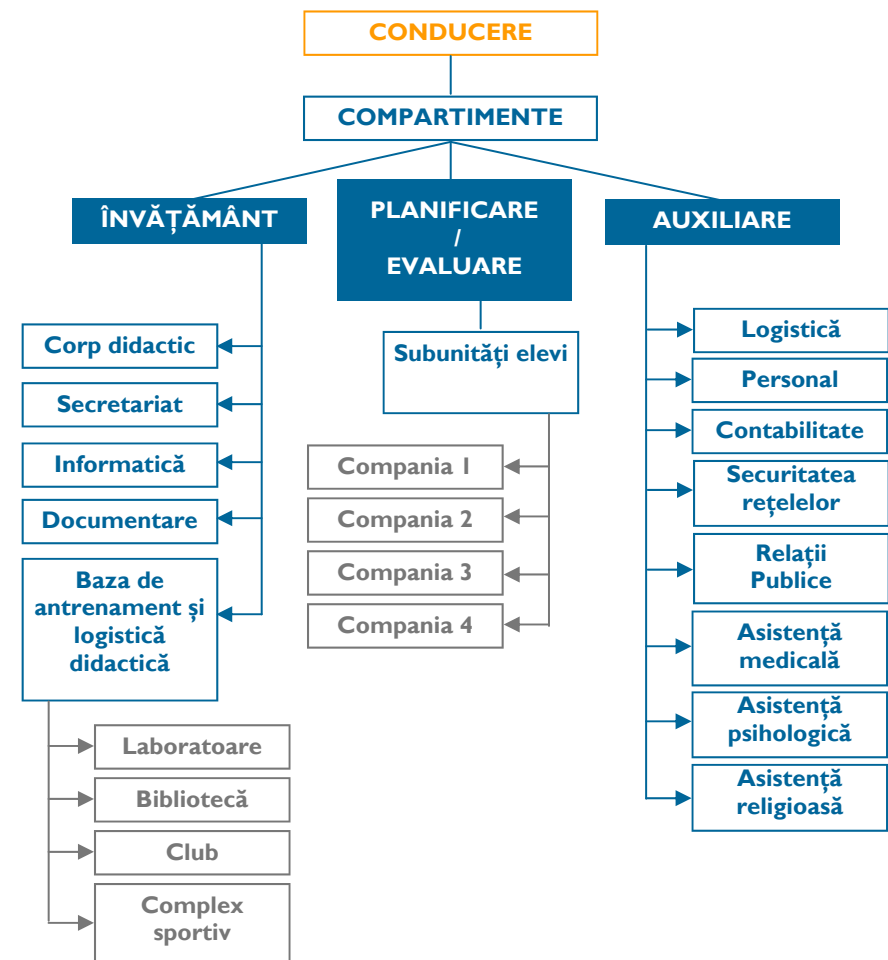 CONDUCERE
COMPARTIMENTE
ÎNVĂȚĂMÂNT
Corp didactic
Secretariat
Informatică
Documentare
Baza de
antrenament și
logistică
didactică
Laboratoare
Bibliotecă
Club
Complex
sportiv
PLANIFICARE
/
EVALUARE
Subunități elevi
Compania 1
Compania 2
Compania 3
Compania 4
AUXILIARE
Logistică
Personal
Contabilitate
Securitatea
rețelelor
Relații
Publice
Asistență
medicală
Asistență
psihologică
Asistență
religioasă